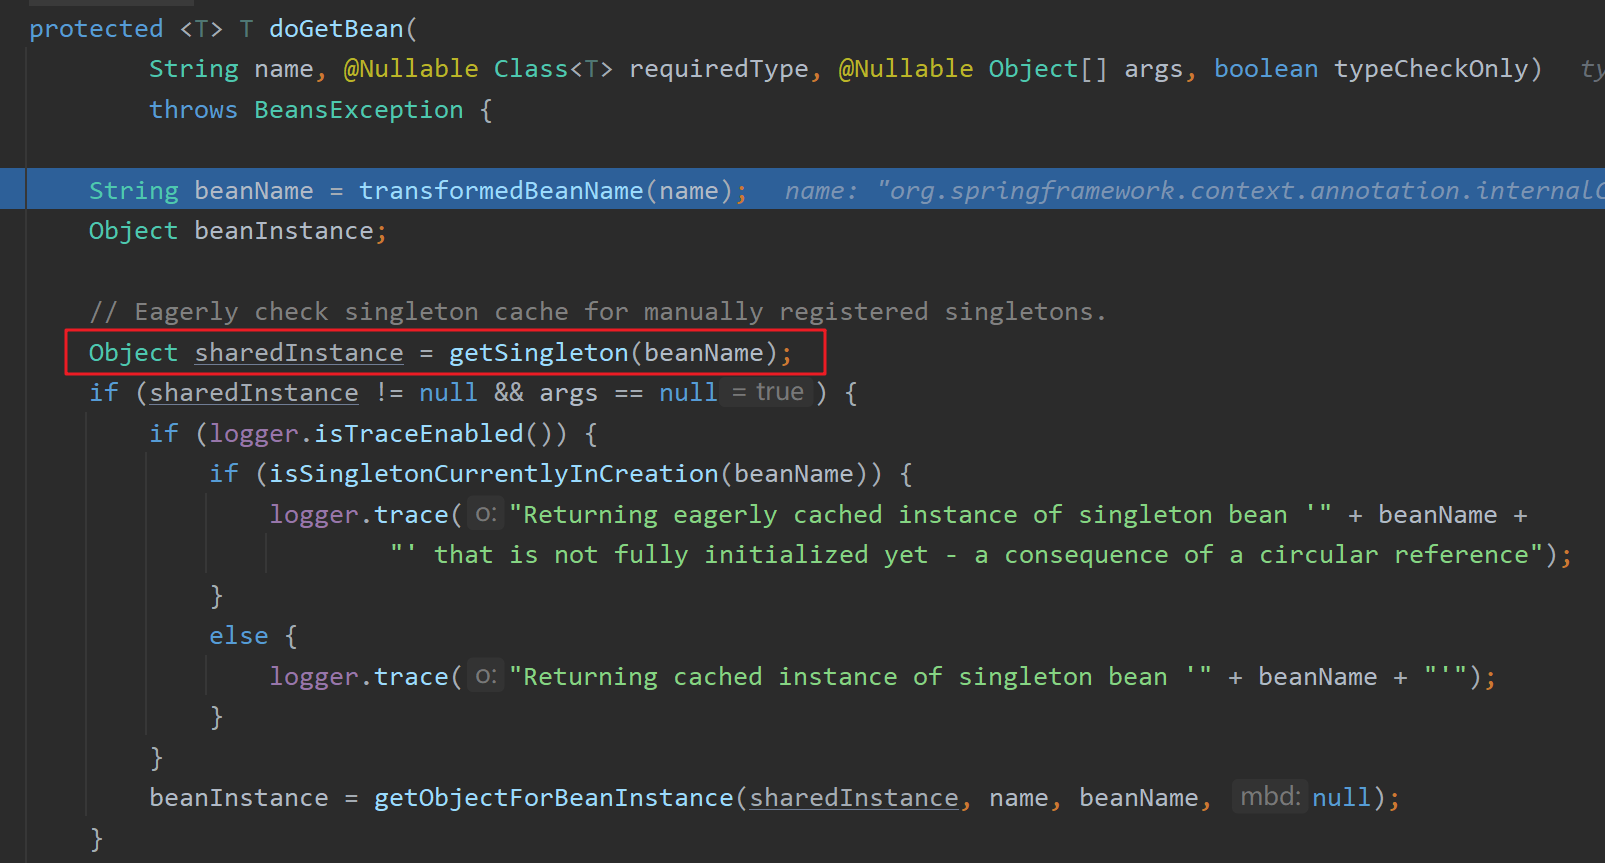 protected <T> T doGetBean(
String name, @Nullable Class<T> requiredType, @Nullable Object[] args, boolean typeCheckOnly) ty
throws BeansException {
String beanName = transformedBeanName(name); name: "org.springframework.context.annotation.internalC
Object beanInstance;
// Eagerly check singleton cache for manually registered singletons.
Object sharedInstance = getSingleton(beanName);
if (sharedInstance != null && args == null = true ) {
if (logger.isTraceEnabled()) {
if (isSingletonCurrentlyInCreation(beanName)) {
logger.trace( o: "Returning eagerly cached instance of singleton bean '" + beanName +
"' that is not fully initialized yet - a consequence of a circular reference");
}
else {
logger.trace( o: "Returning cached instance of singleton bean '" + beanName + "'");
}
}
beanInstance = getObjectForBeanInstance(sharedInstance, name, beanName, mbd: null);
}